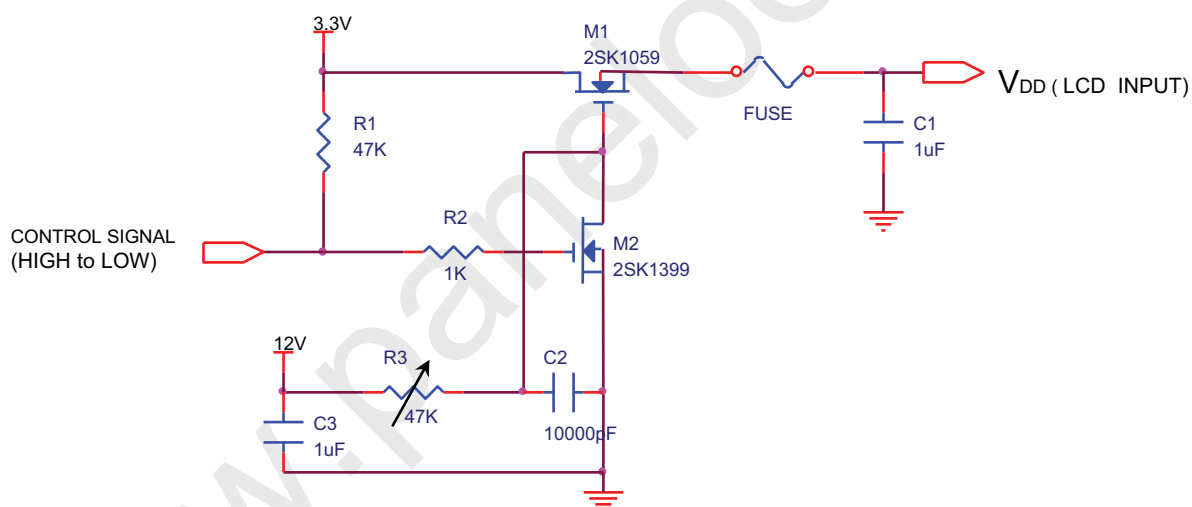 3.3V
M1
2SK1059
R1
47K
FUSE
C1
1uF
VDD ( LCD INPUT)
CONTROL SIGNAL
(HIGH to LOW)
R2
1K
M2
2SK1399
12V
R3
47K
C2
10000pF
C3
1uF
w.paneloo